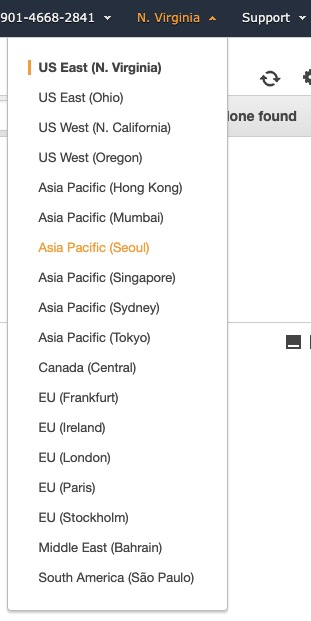 901-4668-2841 N. Virginia Support
US East (N. Virginia)
US East (Ohio)
US West (N. California)
US West (Oregon)
one found
Asia Pacific (Hong Kong)
Asia Pacific (Mumbai)
Asia Pacific (Seoul)
Asia Pacific (Singapore)
Asia Pacific (Sydney)
Asia Pacific (Tokyo)
Canada (Central)
EU (Frankfurt)
EU (Ireland)
EU (London)
EU (Paris)
EU (Stockholm)
Middle East (Bahrain)
South America (São Paulo)